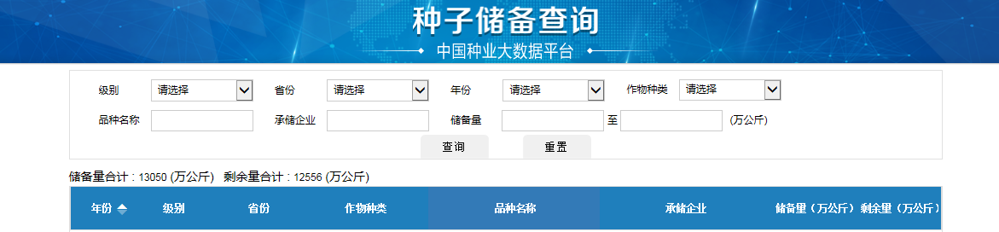 种子储备查询
中国种业大数据平台
级别 请选择 省份 请选择 年份 请选择 作物种类 请选择
品种名称 承储企业 储备量 至 (万公斤)
查询 重置
储备量合计：13050 (万公斤) 剩余量合计：12556 (万公斤)
年份 级别 省份 作物种类 品种名称 承储企业 储备量（万公斤） 剩余量（万公斤）